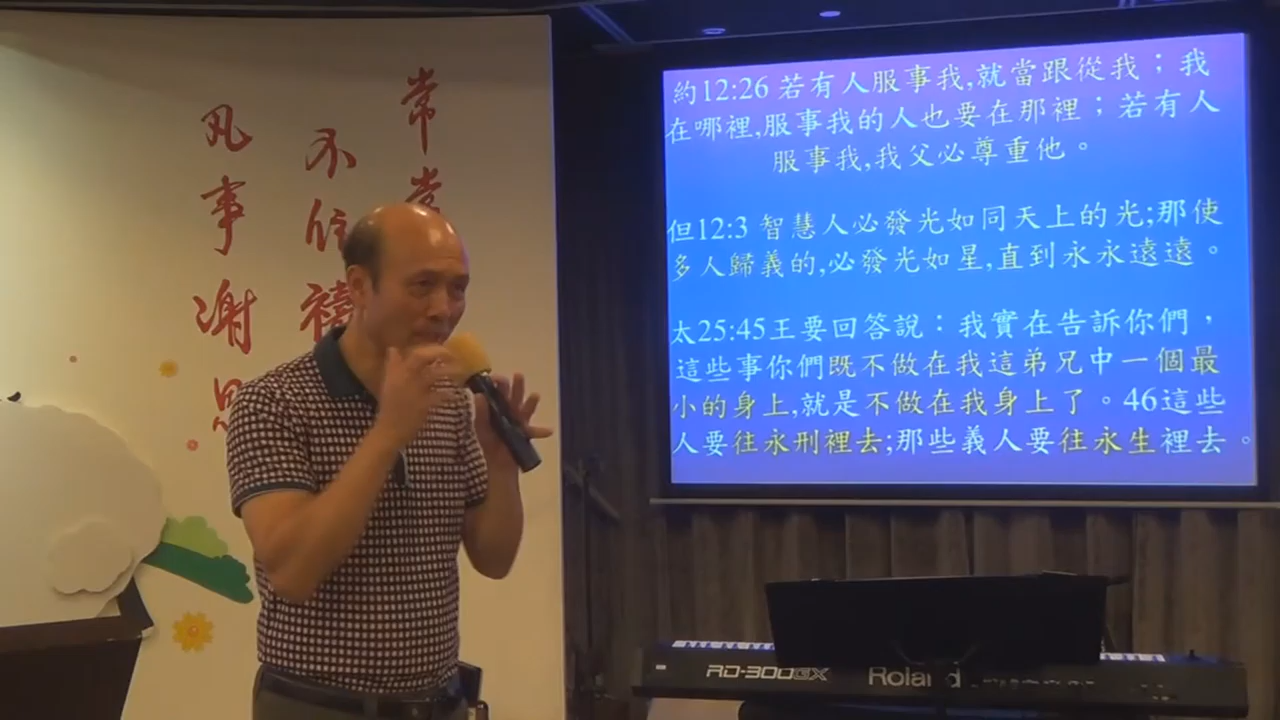 常常
不住禱
凡事謝恩
約12:26 若有人服事我,就當跟從我；我
在哪裡,服事我的人也要在那裡；若有人
服事我,我父必尊重他。
但12:3 智慧人必發光如同天上的光;那使
多人歸義的,必發光如星,直到永永遠遠。
太25:45王要回答說：我實在告訴你們，
這些事你們既不做在我這弟兄中一個最
小的身上,就是不做在我身上了。46這些
人要往永刑裡去;那些義人要往永生裡去。
RD-300GX
Roland